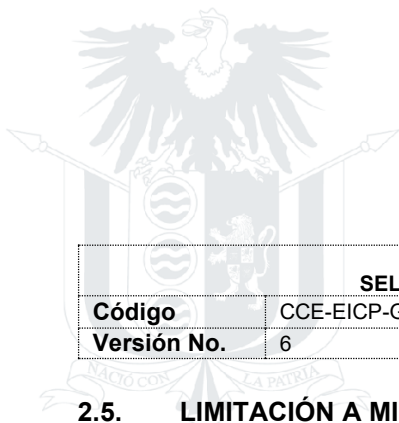 SEL
Código CCE-EICP-G
Versión No. 6
NACIÓ CON LA PATRIA
2.5. LIMITACIÓN A MI